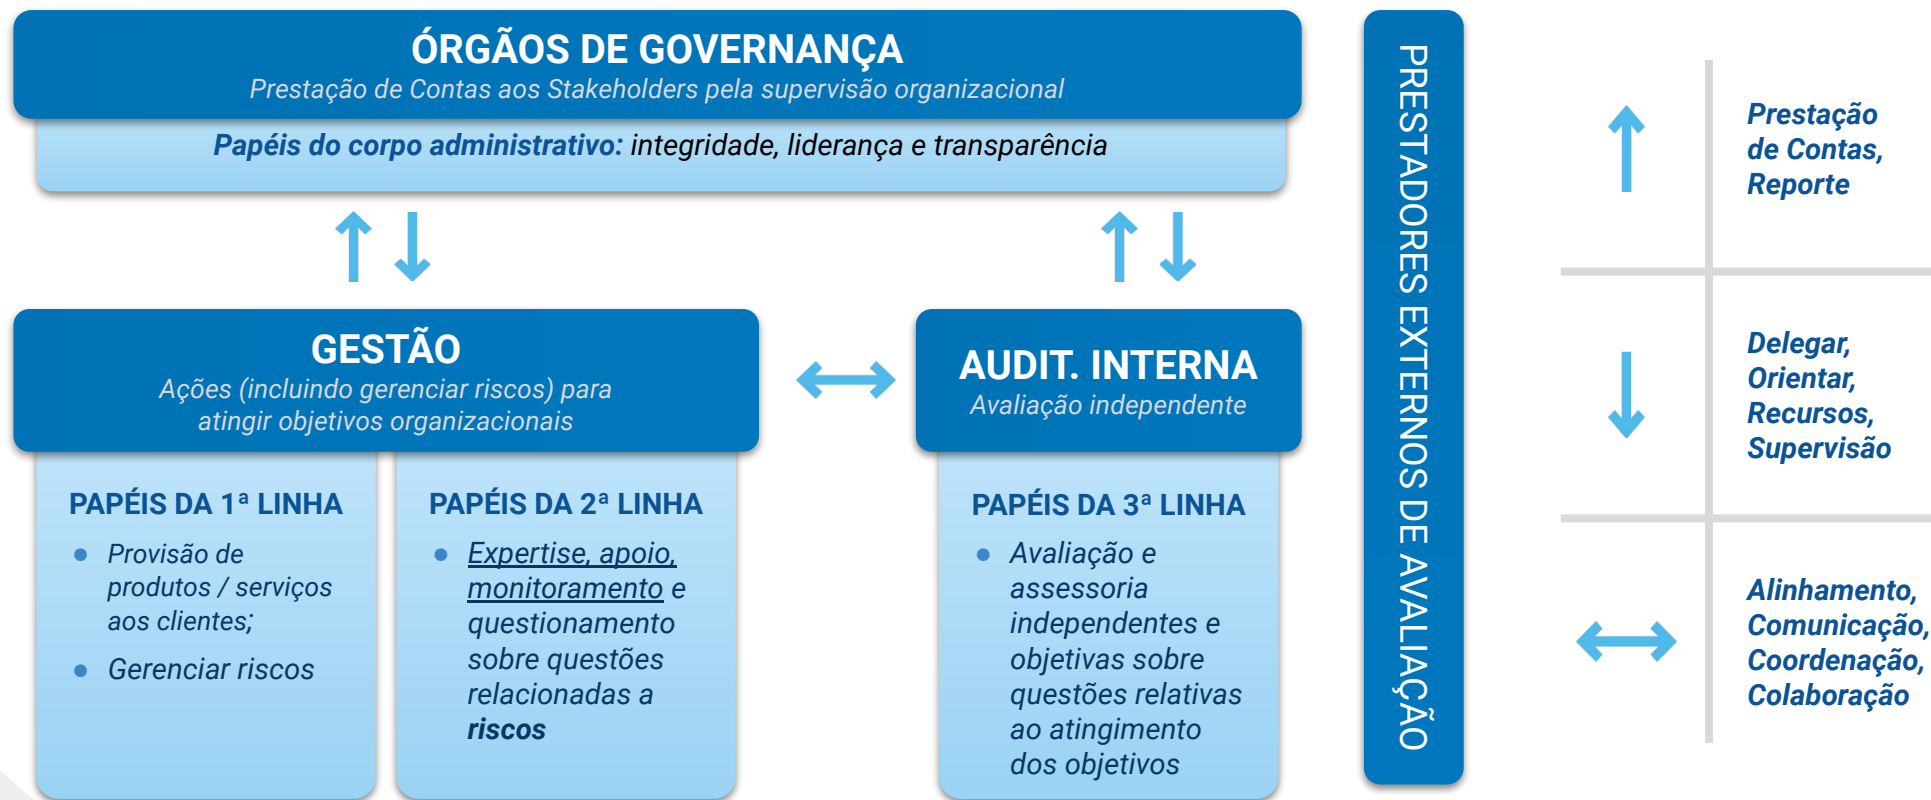 ÓRGÃOS DE GOVERNANÇA
Prestação de Contas aos Stakeholders pela supervisão organizacional
Papéis do corpo administrativo: integridade, liderança e transparência
GESTÃO
Ações (incluindo gerenciar riscos) para
atingir objetivos organizacionais
PAPÉIS DA 1ª LINHA
Provisão de
produtos / serviços
aos clientes;
Gerenciar riscos
PAPÉIS DA 2ª LINHA
Expertise, apoio,
monitoramento e
questionamento
sobre questões
relacionadas a
riscos
AUDIT. INTERNA
Avaliação independente
PAPÉIS DA 3ª LINHA
Avaliação e
assessoria
independentes e
objetivas sobre
questões relativas
ao atingimento
dos objetivos
PRESTADORES EXTERNOS DE AVALIAÇÃO
Prestação
de Contas,
Reporte
Delegar,
Orientar,
Recursos,
Supervisão
Alinhamento,
Comunicação,
Coordenação,
Colaboração